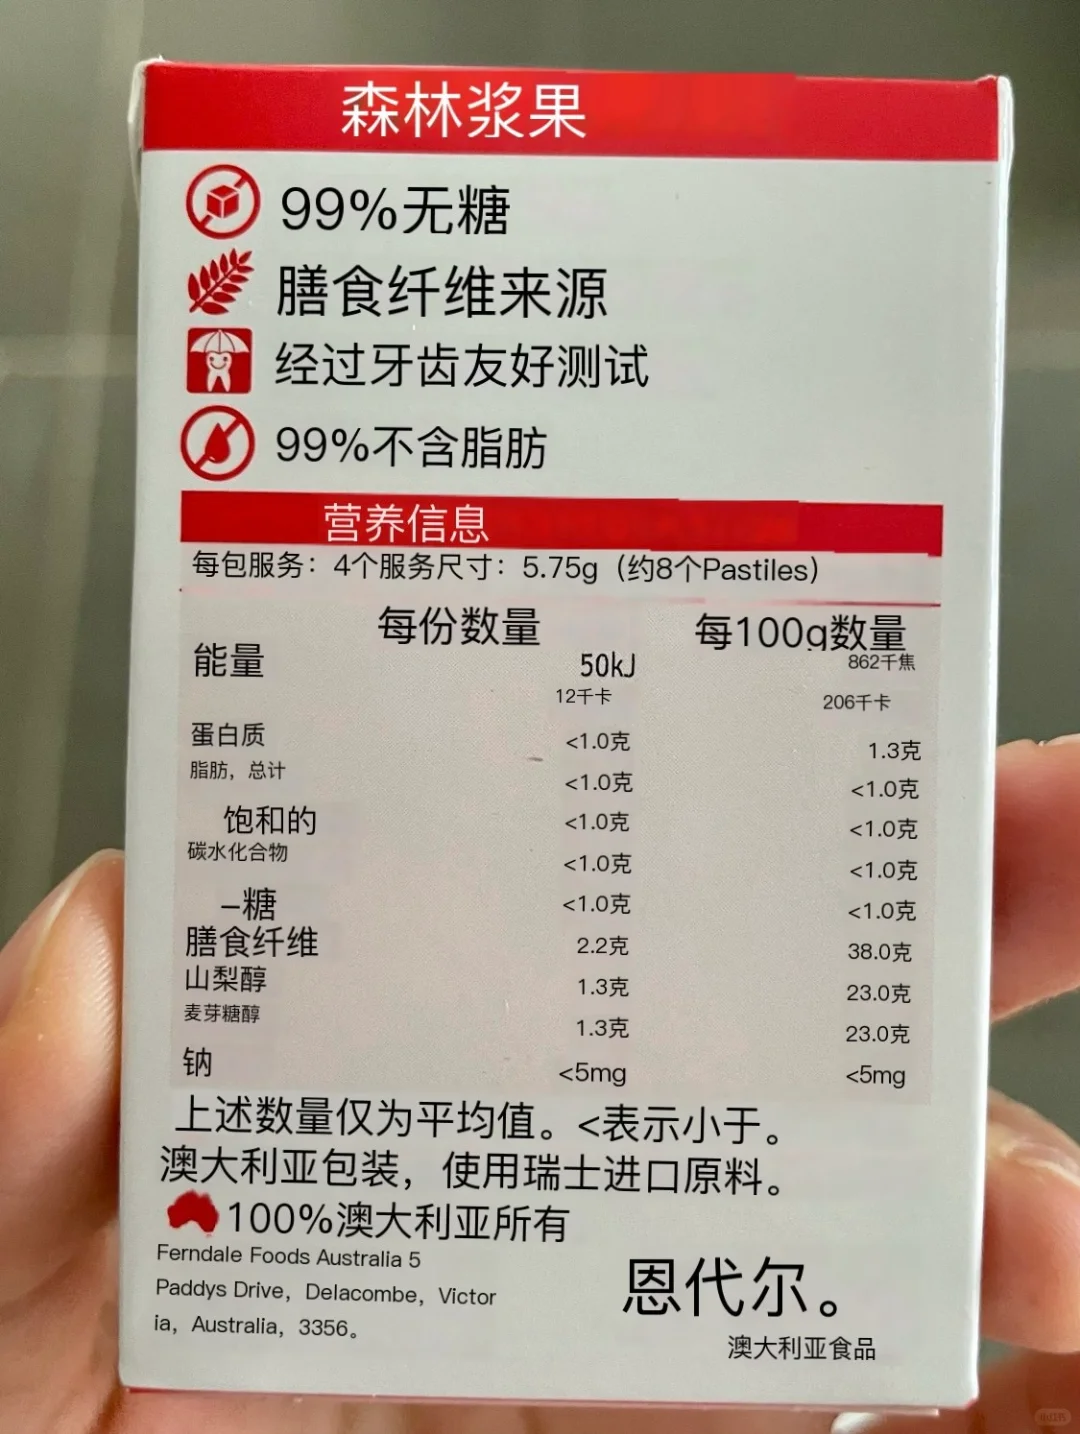 森林浆果
99%无糖
膳食纤维来源
经过牙齿友好测试
99%不含脂肪
营养信息
每包服务：4个服务尺寸：5.75g（约8个Pastiles）
每份数量 每100g数量
能量 50kJ 862千焦
12千卡 206千卡
蛋白质 <1.0克 1.3克
脂肪，总计 <1.0克 <1.0克
饱和的 <1.0克 <1.0克
碳水化合物 <1.0克 <1.0克
–糖 <1.0克 <1.0克
膳食纤维 2.2克 38.0克
山梨醇 1.3克 23.0克
麦芽糖醇 1.3克 23.0克
钠 <5mg <5mg
上述数量仅为平均值。<表示小于。
澳大利亚包装，使用瑞士进口原料。
100%澳大利亚所有
Ferndale Foods Australia 5
Paddys Drive，Delacombe，Victor
ia，Australia，3356。
恩代尔。
澳大利亚食品